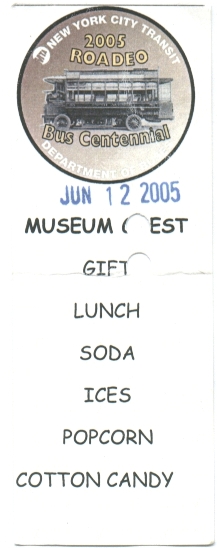 NEW YORK CITY TRANSIT
2005
ROADEO
Bus Centennial
DEPARTMENT O
JUN 12 2005
MUSEUM G EST
GIFT
LUNCH
SODA
ICES
POPCORN
COTTON CANDY